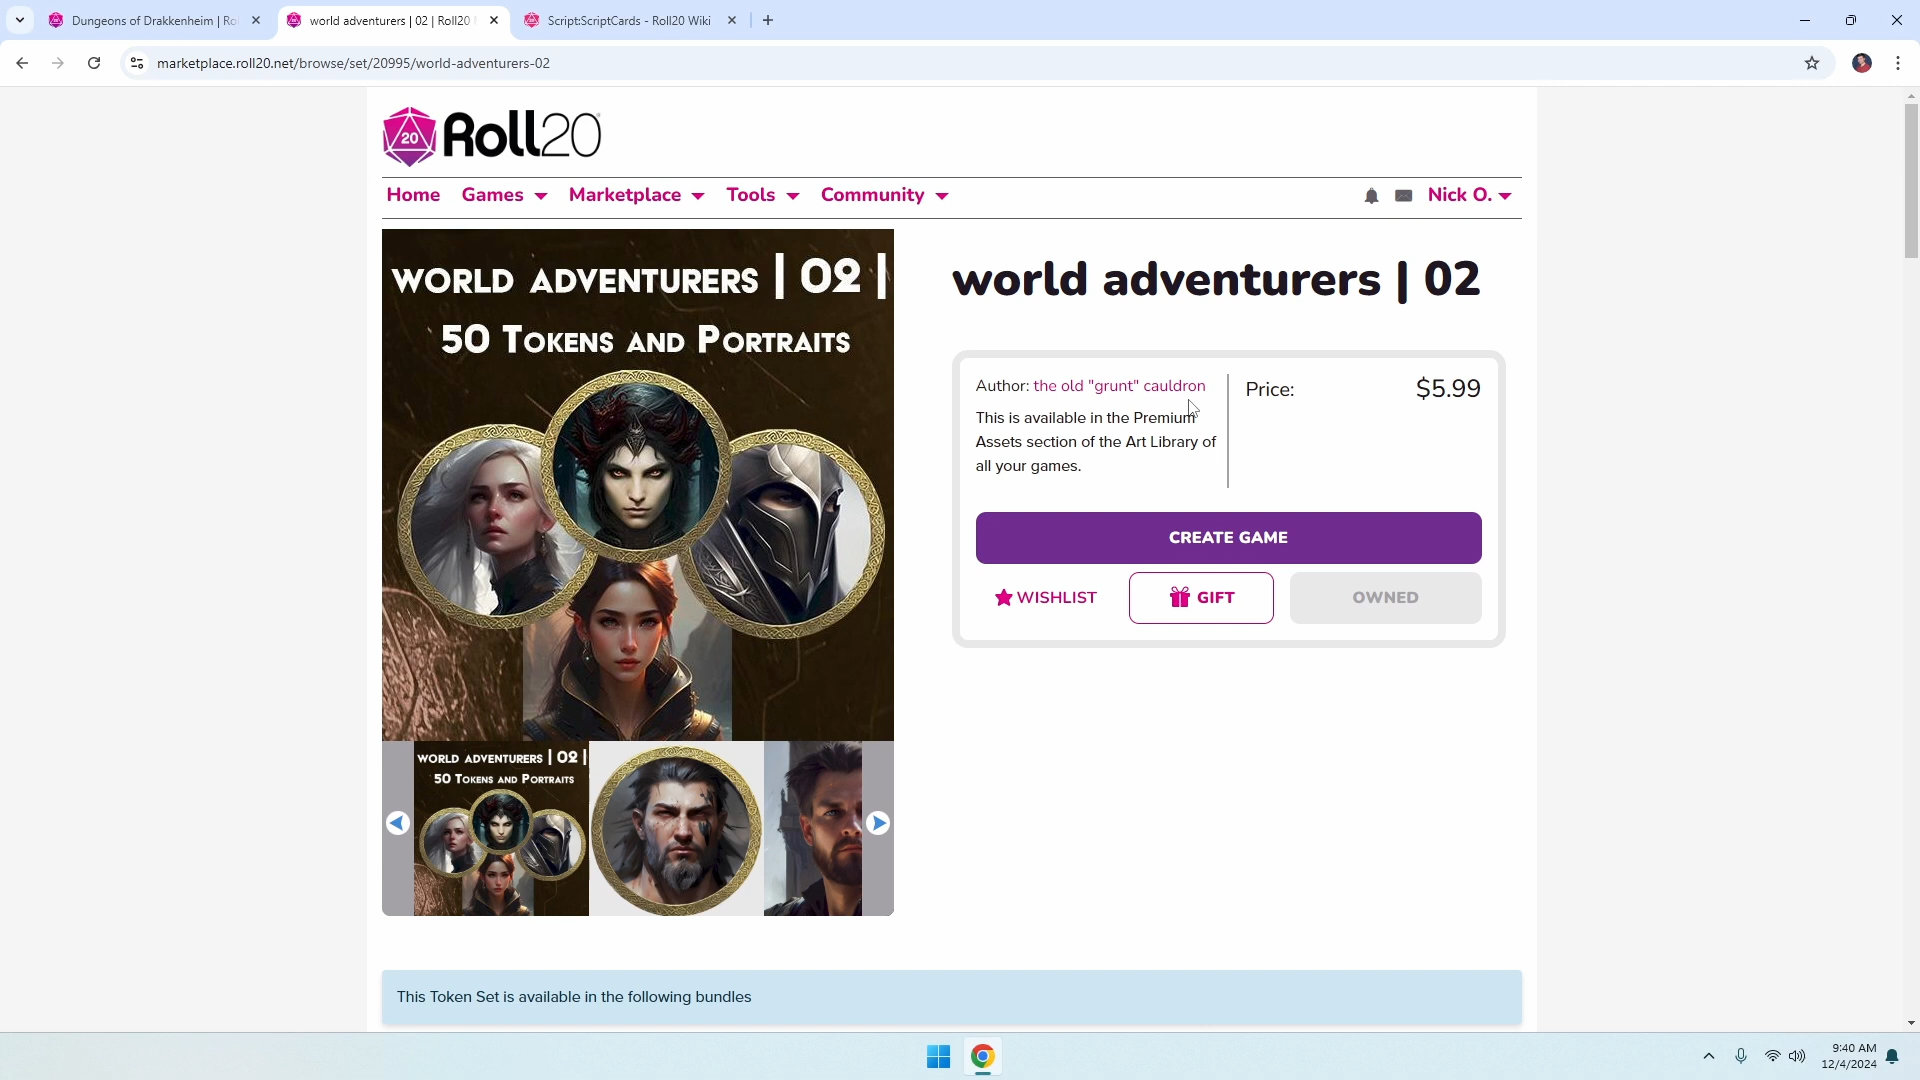 Dungeons of Drakkenheim | Ro
world adventurers | 02 | Roll20
Script:ScriptCards - Roll20 Wiki
marketplace.roll20.net/browse/set/20995/world-adventurers-02
20
Roll20
Home
Games
Marketplace
Tools
Community
Nick O.
WORLD ADVENTURERS | 02 |
50 TOKENS AND PORTRAITS
world adventurers | 02
Author: the old "grunt" cauldron
This is available in the Premium
Assets section of the Art Library of
all your games.
Price:
$5.99
CREATE GAME
WISHLIST
GIFT
OWNED
WORLD ADVENTURERS | 02 |
50 TOKENS AND PORTRAITS
This Token Set is available in the following bundles
9:40 AM
12/4/2024